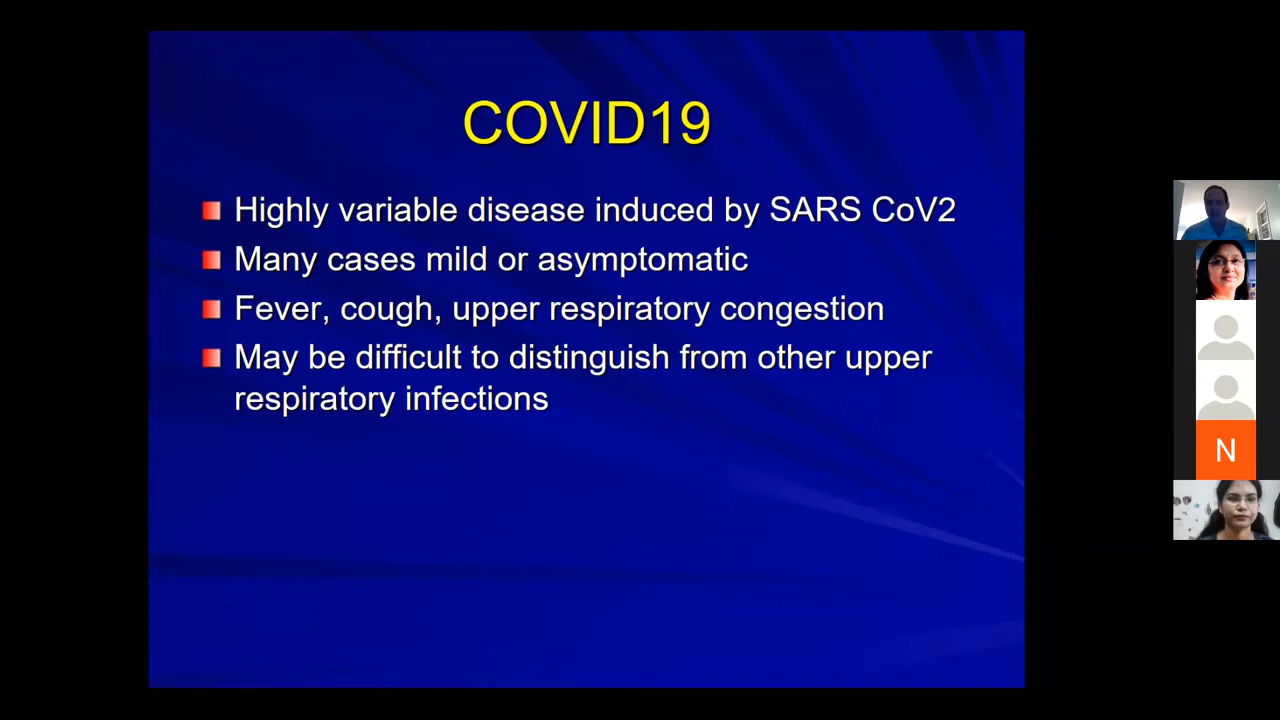 COVID19
Highly variable disease induced by SARS CoV2
Many cases mild or asymptomatic
Fever, cough, upper respiratory congestion
May be difficult to distinguish from other upper
respiratory infections
N